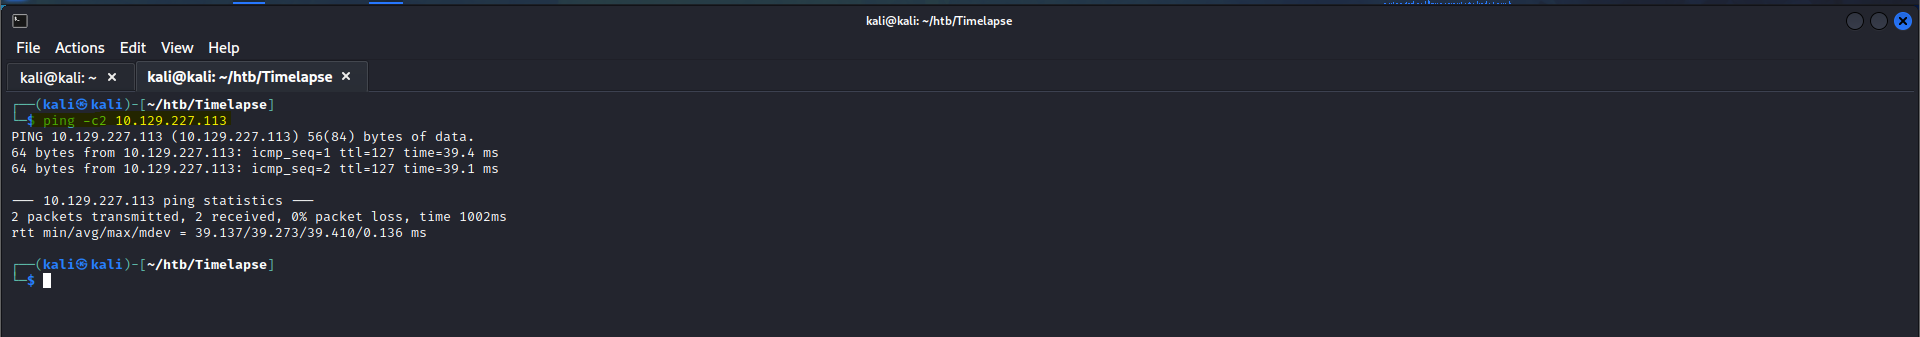 kali@kali: ~/htb/Timelapse
File Actions Edit View Help
kali@kali: ~ × kali@kali: ~/htb/Timelapse ×
┌──(kali㉿kali)-[~/htb/Timelapse]
└─$ ping -c2 10.129.227.113
PING 10.129.227.113 (10.129.227.113) 56(84) bytes of data.
64 bytes from 10.129.227.113: icmp_seq=1 ttl=127 time=39.4 ms
64 bytes from 10.129.227.113: icmp_seq=2 ttl=127 time=39.1 ms
--- 10.129.227.113 ping statistics ---
2 packets transmitted, 2 received, 0% packet loss, time 1002ms
rtt min/avg/max/mdev = 39.137/39.273/39.410/0.136 ms
┌──(kali㉿kali)-[~/htb/Timelapse]
└─$